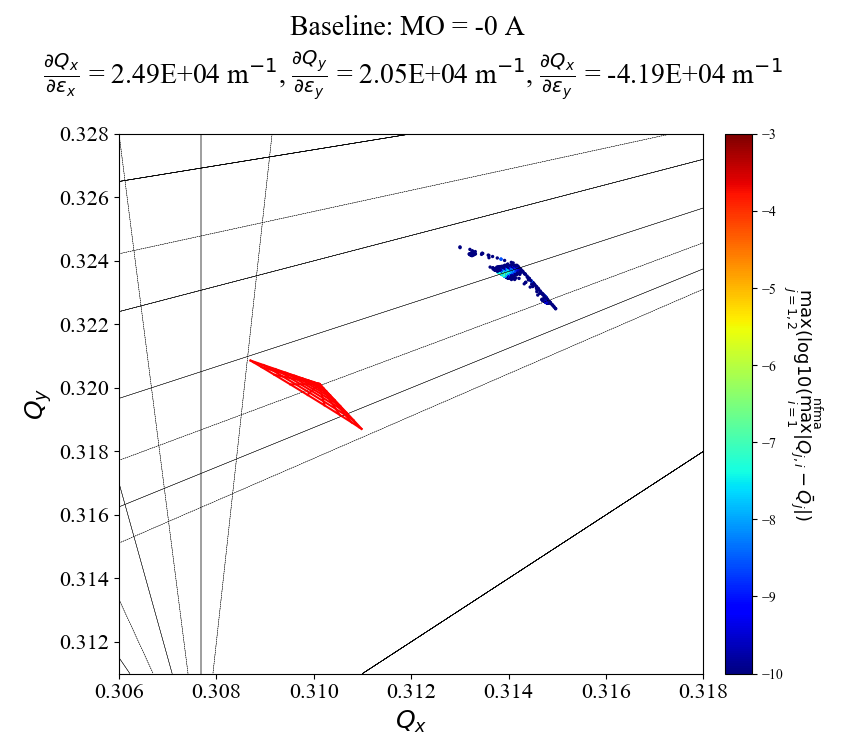 Baseline: MO = -0 A
∂Qx/∂εx = 2.49E+04 m⁻¹, ∂Qy/∂εy = 2.05E+04 m⁻¹, ∂Qx/∂εy = -4.19E+04 m⁻¹
0.328
0.326
0.324
0.322
0.320
0.318
0.316
0.314
0.312
Qy
0.306 0.308 0.310 0.312 0.314 0.316 0.318
Qx
−3
−4
−5
−6
−7
−8
−9
−10
max j=1,2 (log10( nfma max i=1 |Qj,i − Q̄j|)